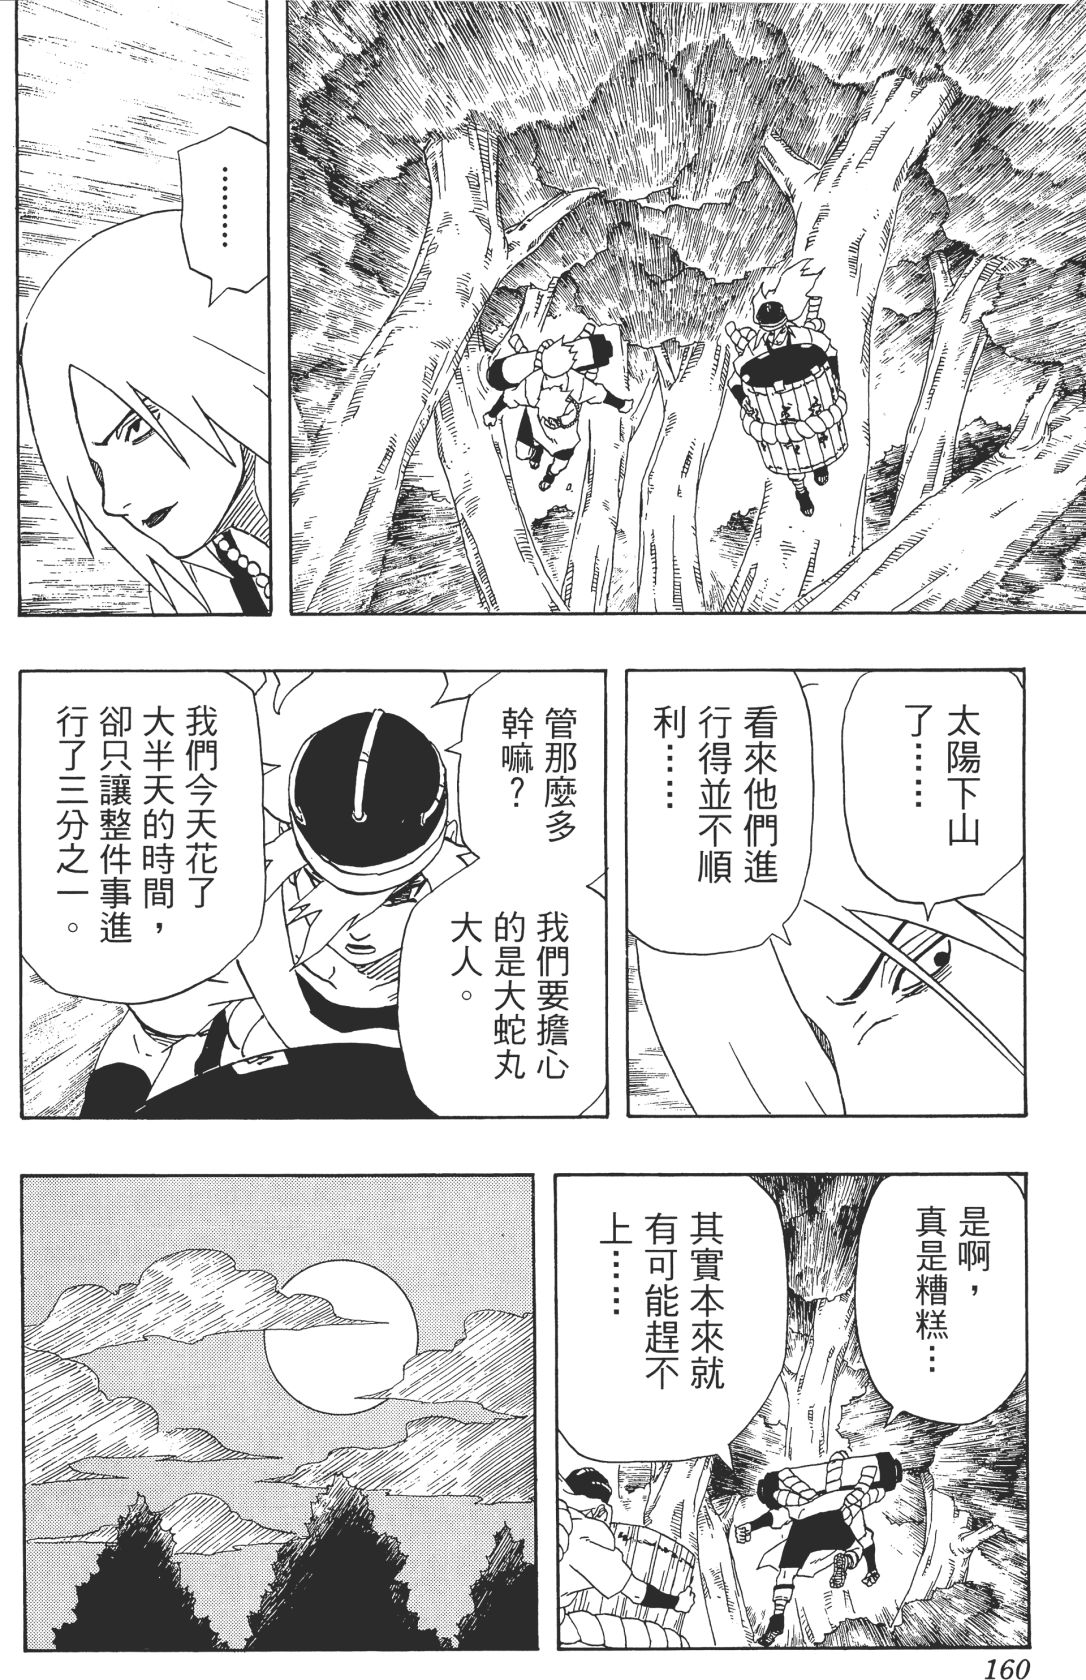 ………
太陽下山
了……
看來他們進
行得並不順
利……
管那麼多
幹嘛？
我們要擔心
的是大蛇丸
大人。
我們今天花了
大半天的時間，
卻只讓整件事進
行了三分之一。
是啊，
真是糟糕…
其實本來就
有可能趕不
上……
160